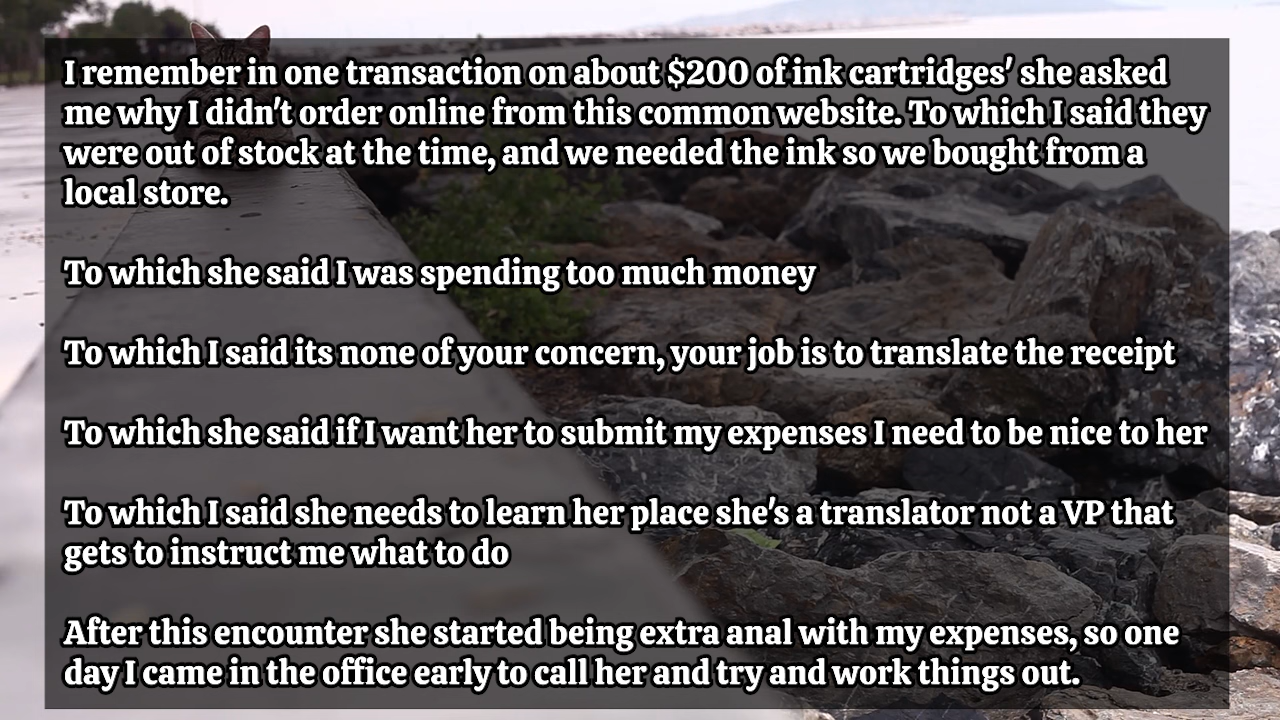 I remember in one transaction on about $200 of ink cartridges' she asked
me why I didn't order online from this common website. To which I said they
were out of stock at the time, and we needed the ink so we bought from a
local store.
To which she said I was spending too much money
To which I said its none of your concern, your job is to translate the receipt
To which she said if I want her to submit my expenses I need to be nice to her
To which I said she needs to learn her place she's a translator not a VP that
gets to instruct me what to do
After this encounter she started being extra anal with my expenses, so one
day I came in the office early to call her and try and work things out.